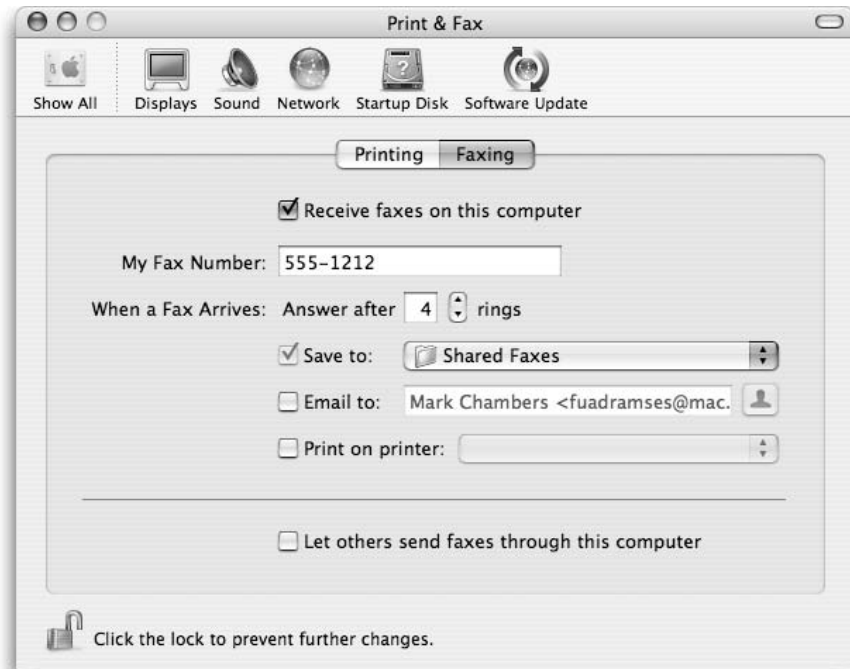 Print & Fax
Show All Displays Sound Network Startup Disk Software Update
Printing Faxing
Receive faxes on this computer
My Fax Number: 555-1212
When a Fax Arrives: Answer after 4 rings
Save to: Shared Faxes
Email to: Mark Chambers <fuadramses@mac.
Print on printer:
Let others send faxes through this computer
Click the lock to prevent further changes.